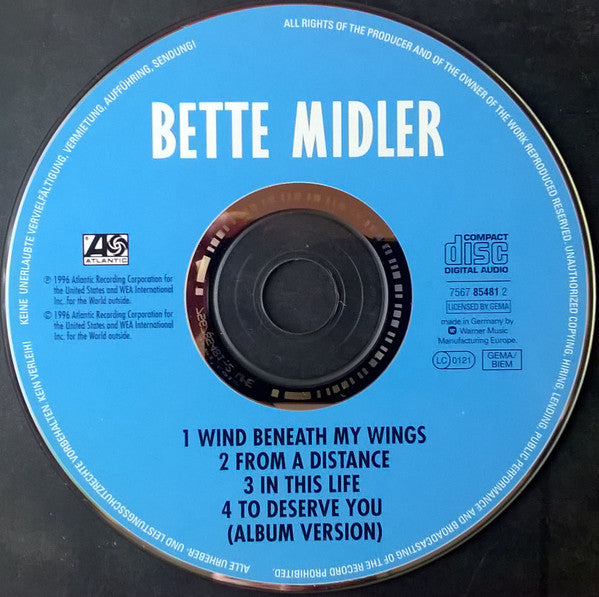 ALL RIGHTS OF THE PRODUCER AND OF THE OWNER OF THE WORK REPRODUCED RESERVED. UNAUTHORIZED COPYING, HIRING, LENDING, PUBLIC PERFORMANCE AND BROADCASTING OF THE RECORD PROHIBITED.
ALLE URHEBER- UND LEISTUNGSSCHUTZRECHTE VORBEHALTEN KEIN VERLEIH! KEINE UNERLAUBTE VERVIELFÄLTIGUNG, VERMIETUNG, AUFFÜHRUNG, SENDUNG!
BETTE MIDLER
ATLANTIC
℗ 1996 Atlantic Recording Corporation for
the United States and WEA International
Inc. for the World outside.
© 1996 Atlantic Recording Corporation for
the United States and WEA International
Inc. for the World outside.
COMPACT
disc
DIGITAL AUDIO
7567 85481 2
LICENSED BY GEMA
made in Germany by
Warner Music
Manufacturing Europe.
LC 0121
GEMA/
BIEM
1 WIND BENEATH MY WINGS
2 FROM A DISTANCE
3 IN THIS LIFE
4 TO DESERVE YOU
(ALBUM VERSION)